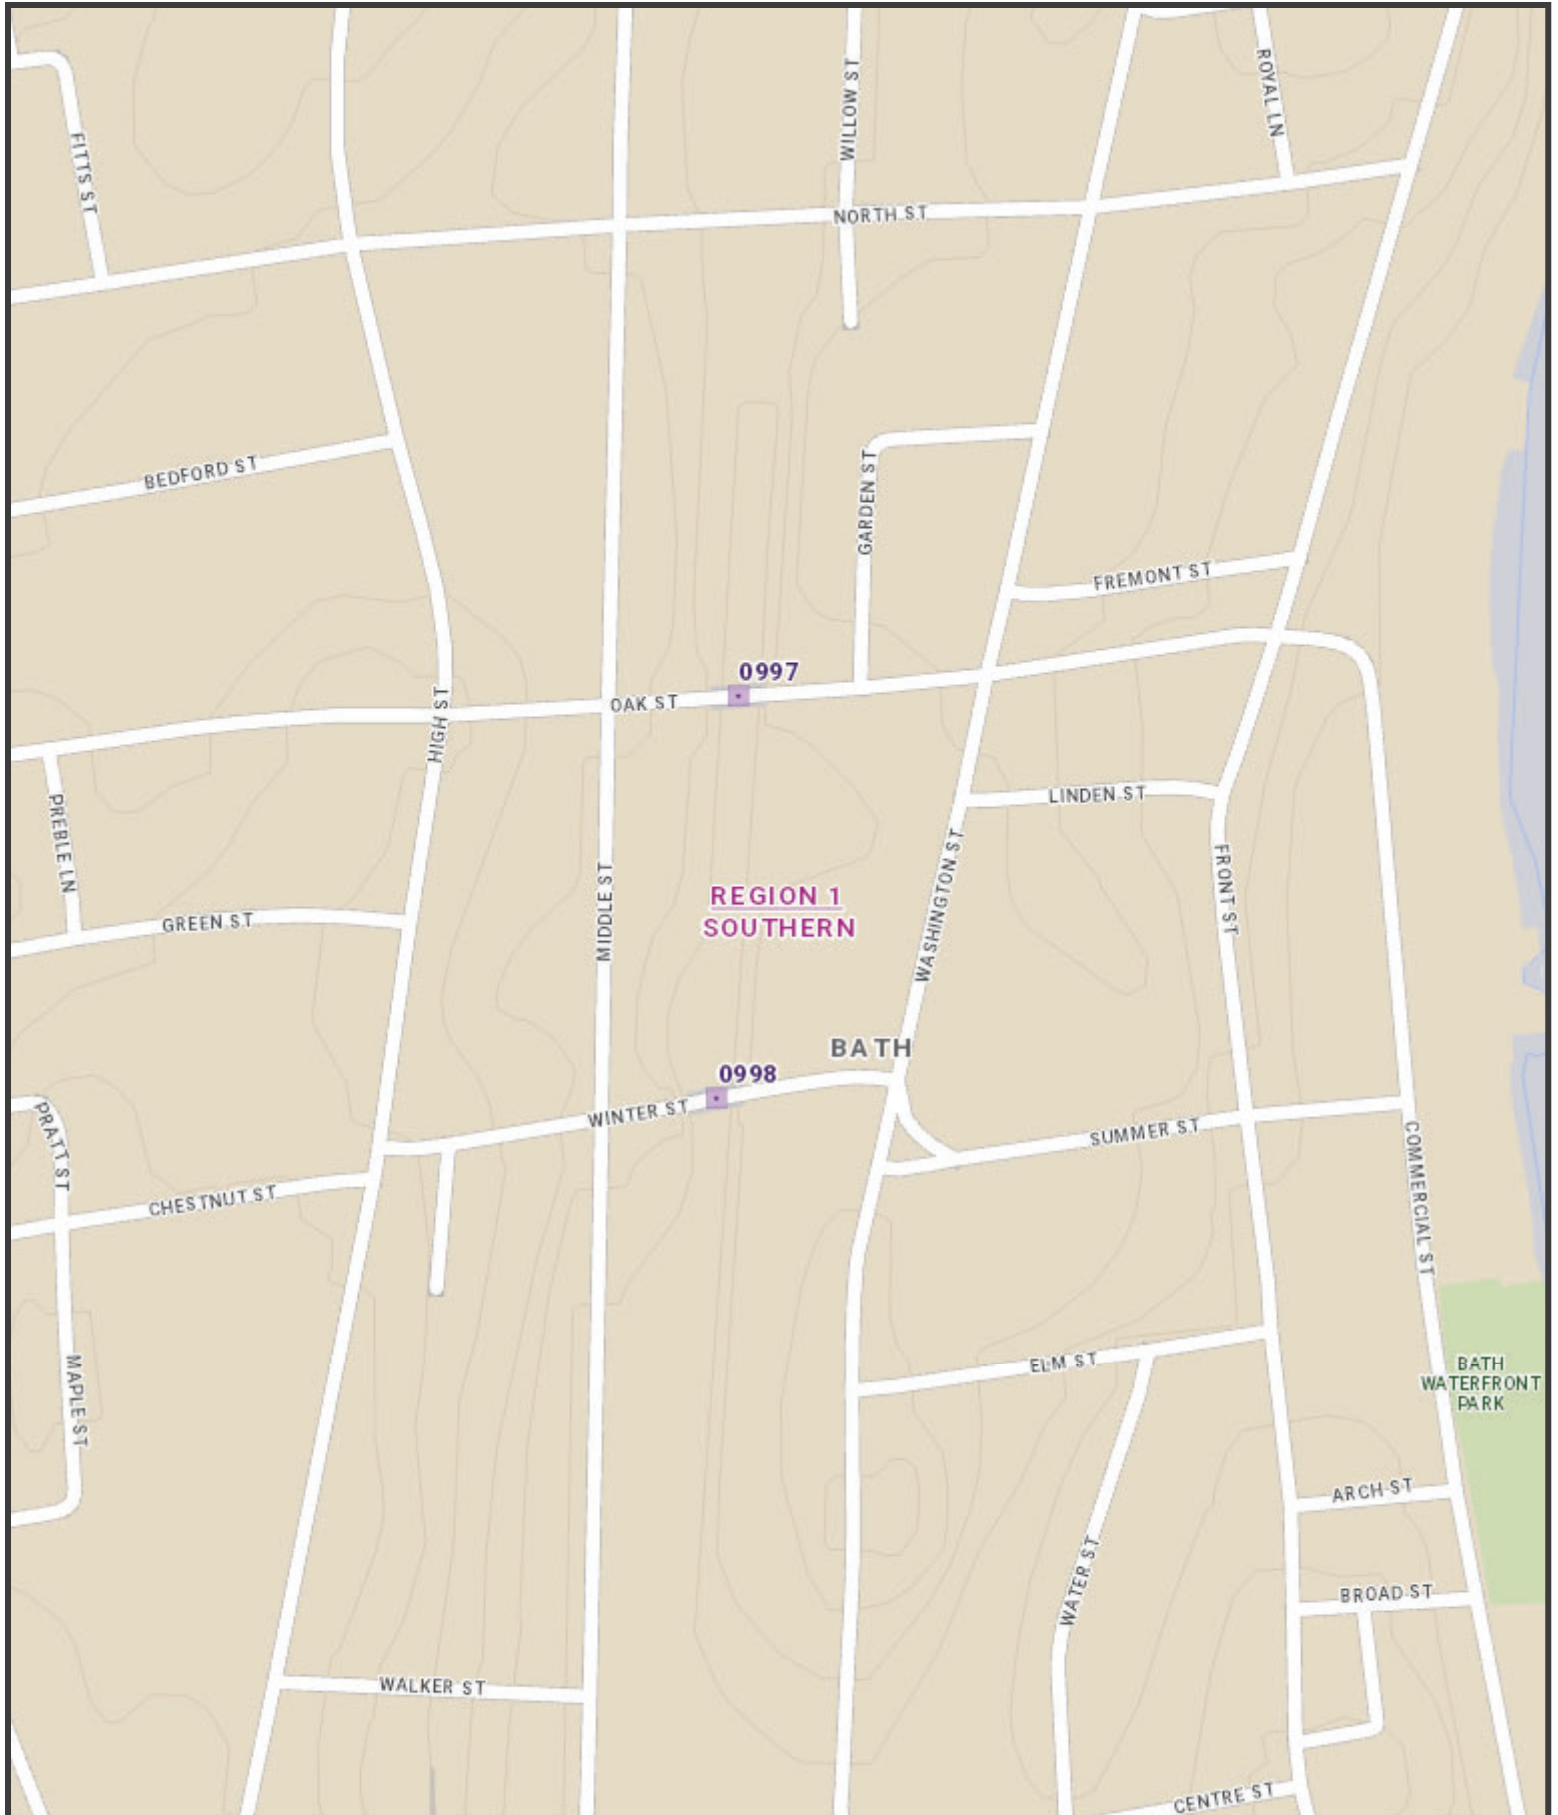 ROYAL LN
WILLOW ST
FITTS ST
NORTH ST
BEDFORD ST
GARDEN ST
FREMONT ST
0997
OAK ST
HIGH ST
LINDEN ST
PREBLE LN
FRONT ST
WASHINGTON ST
MIDDLE ST
REGION 1
SOUTHERN
GREEN ST
BATH
0998
WINTER ST
SUMMER ST
PRATT ST
COMMERCIAL ST
CHESTNUT ST
ELM ST
BATH
WATERFRONT
PARK
MAPLE ST
ARCH ST
WATER ST
BROAD ST
WALKER ST
CENTRE ST